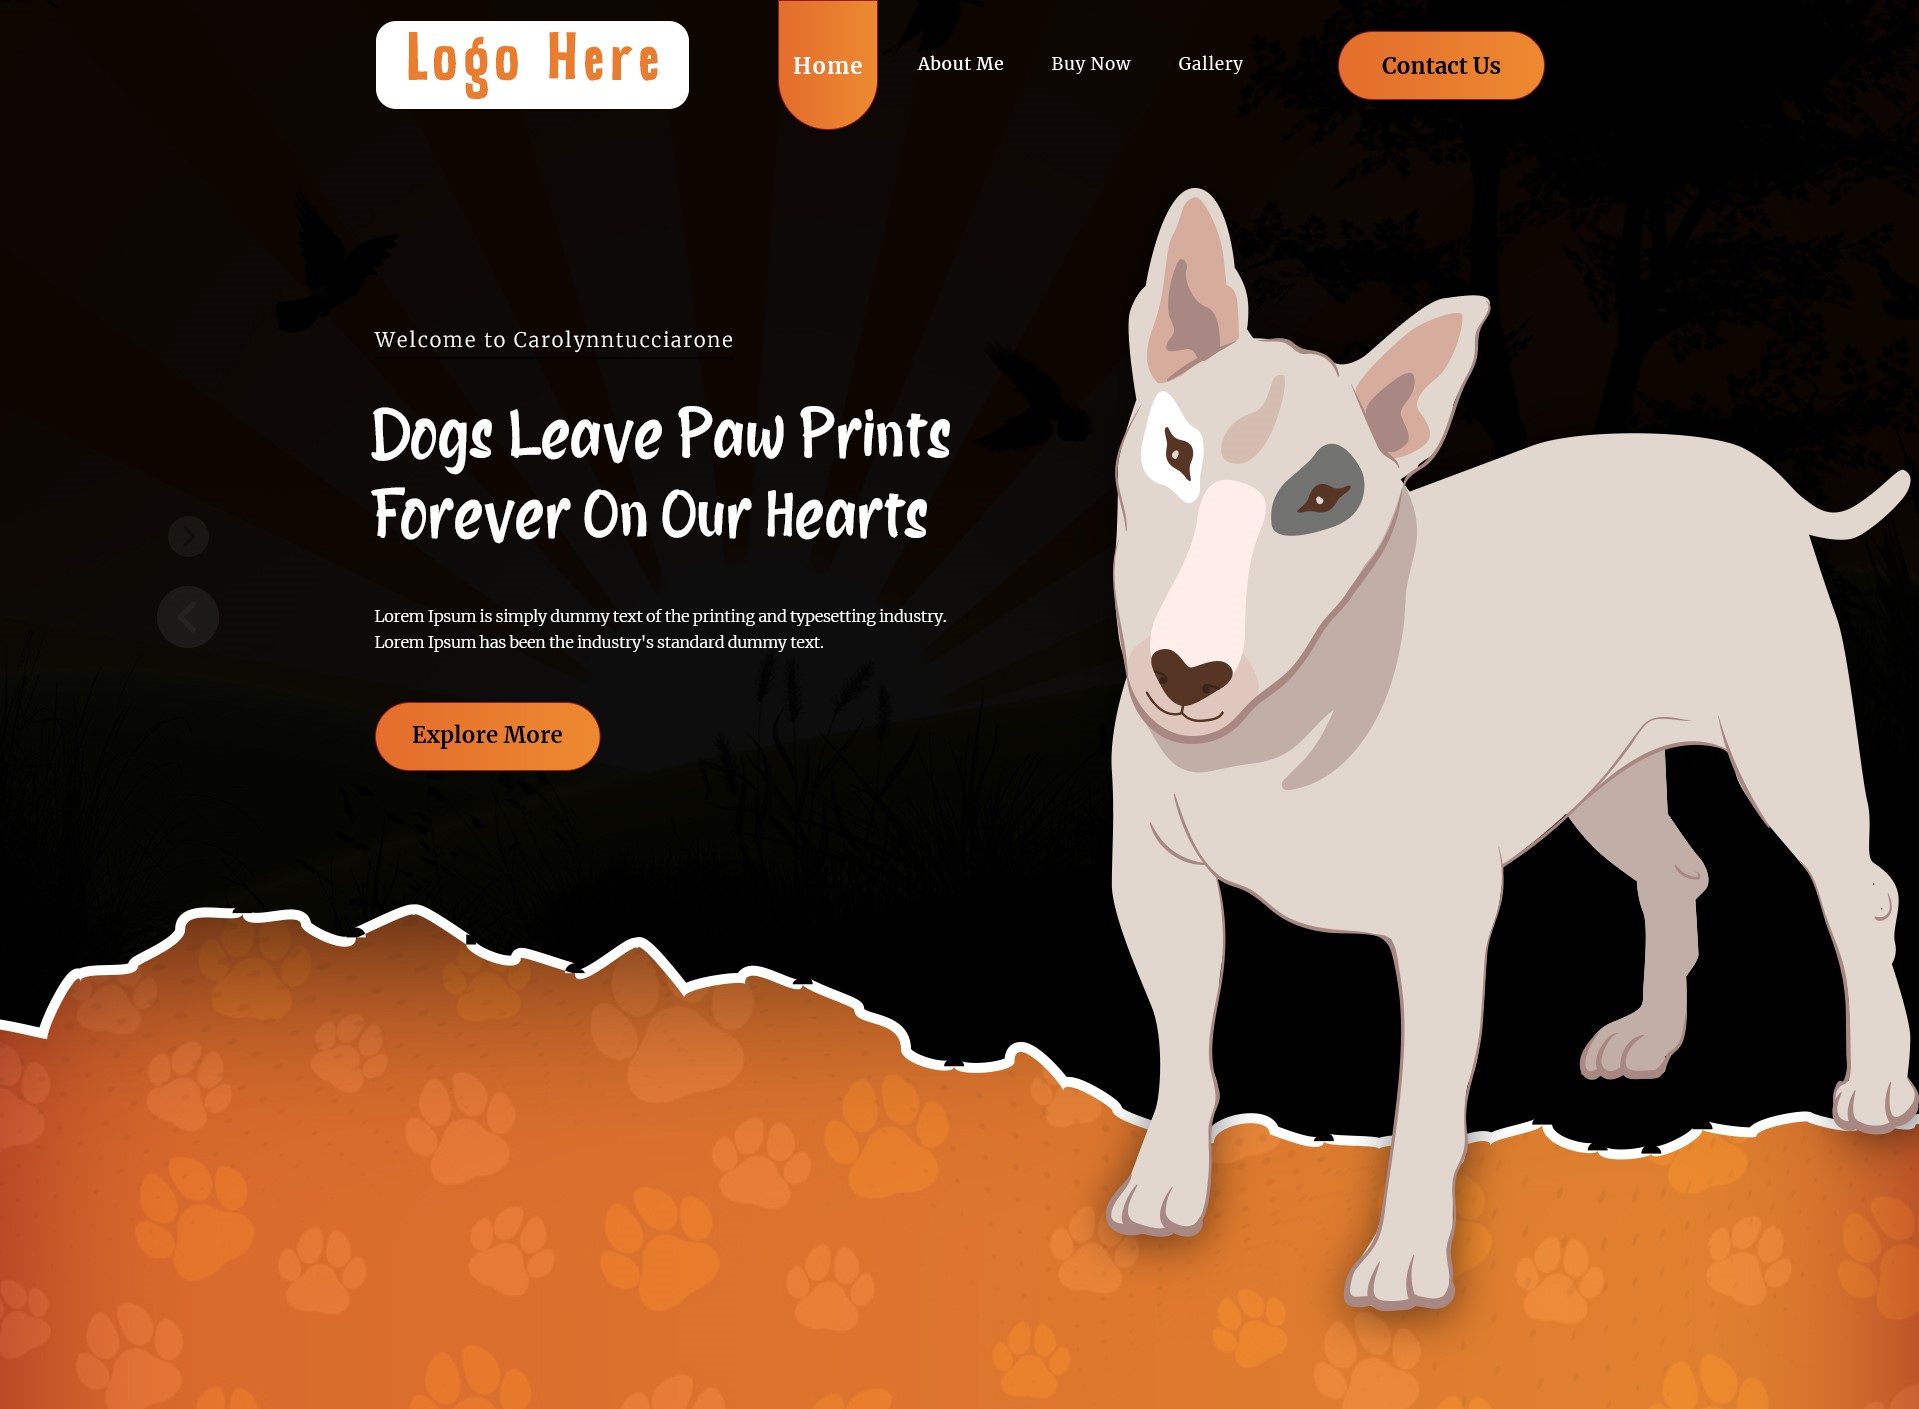 Logo Here
Home
About Me
Buy Now
Gallery
Contact Us
Welcome to Carolynntucciarone
Dogs Leave Paw Prints
Forever On Our Hearts
Lorem Ipsum is simply dummy text of the printing and typesetting industry.
Lorem Ipsum has been the industry's standard dummy text.
Explore More